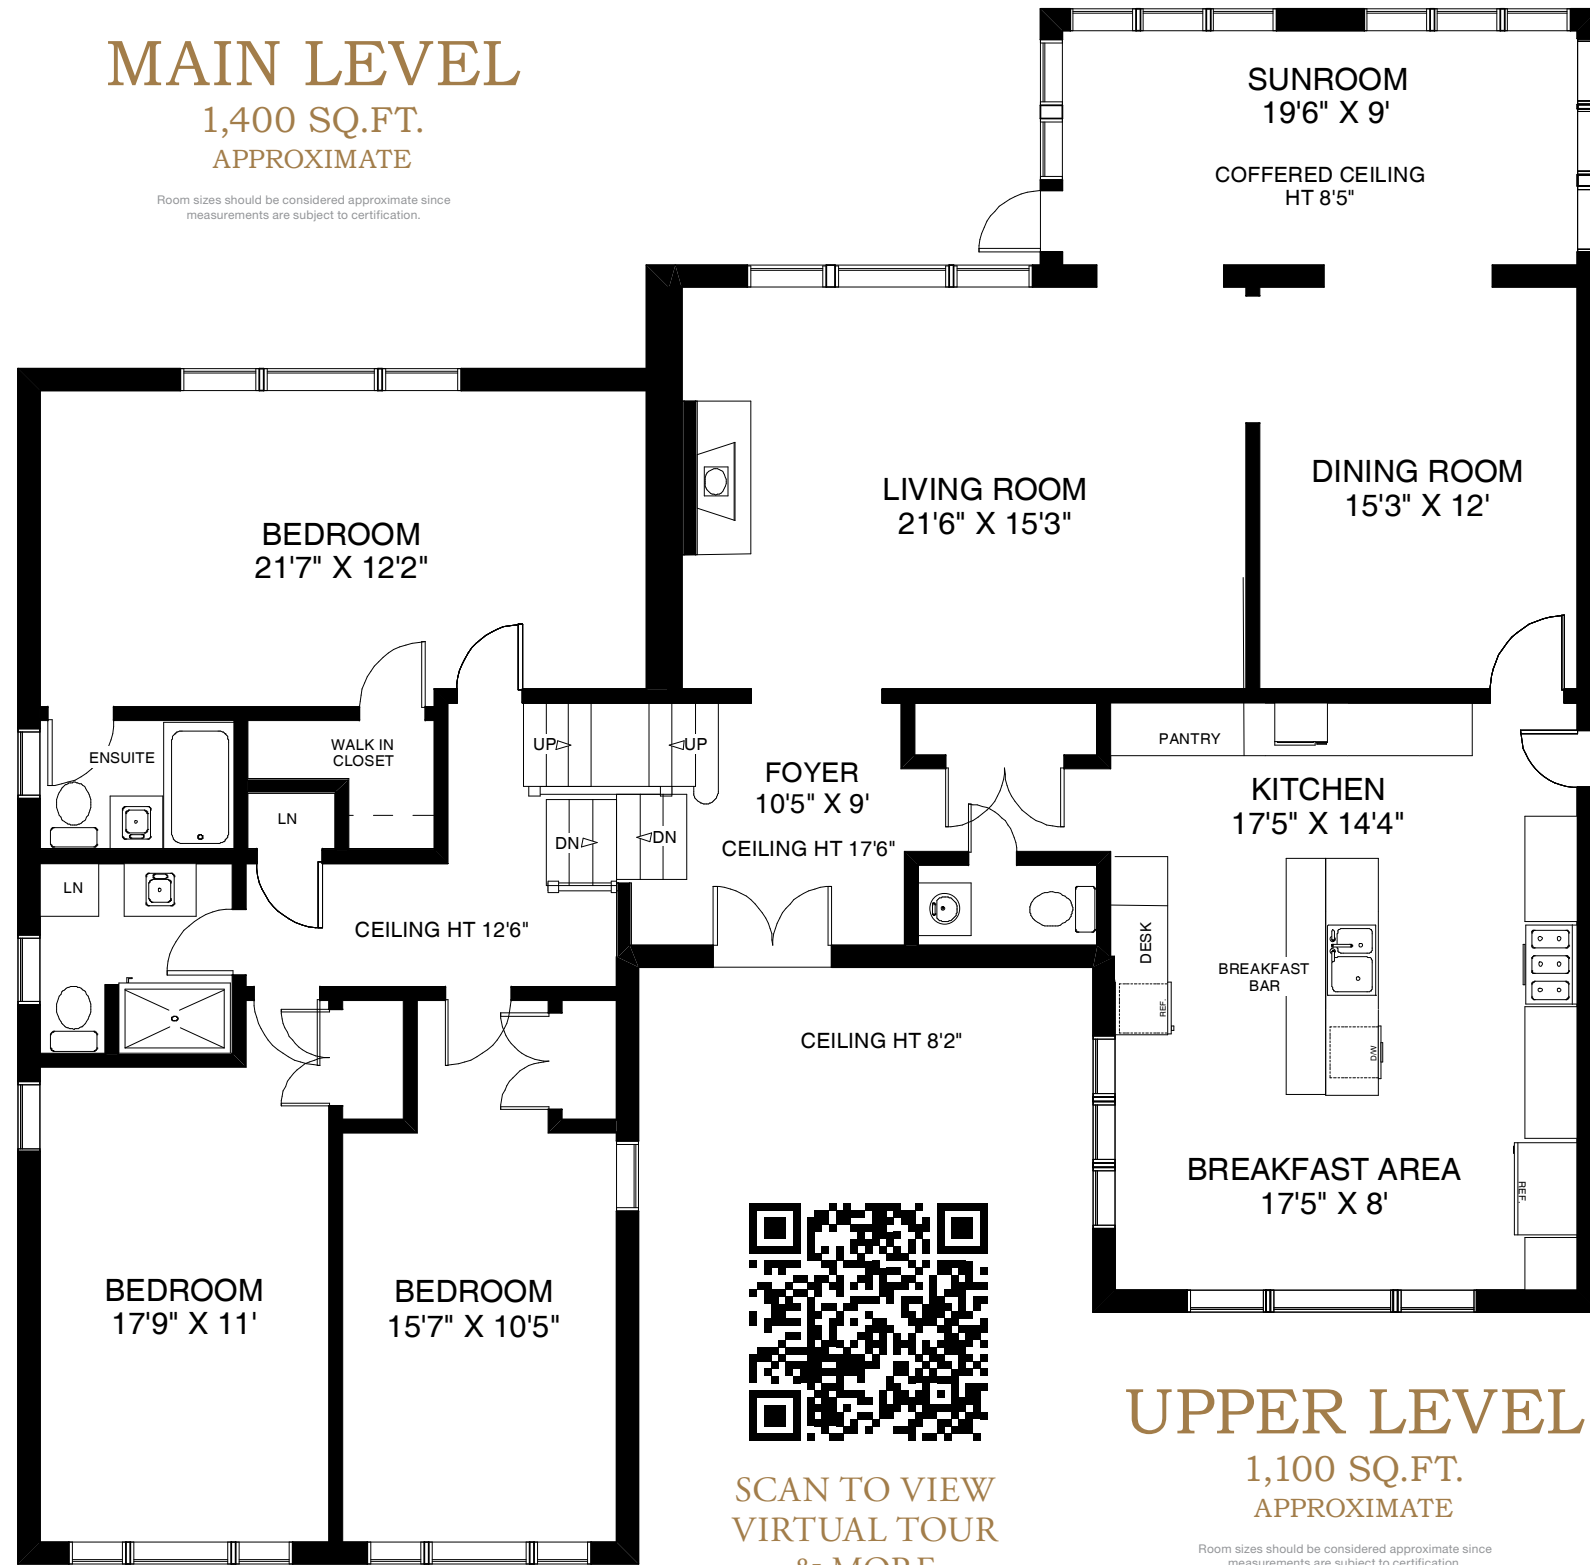 MAIN LEVEL
1,400 SQ.FT.
APPROXIMATE
Room sizes should be considered approximate since
measurements are subject to certification.
SUNROOM
19'6" X 9'
COFFERED CEILING
HT 8'5"
LIVING ROOM
21'6" X 15'3"
DINING ROOM
15'3" X 12'
BEDROOM
21'7" X 12'2"
ENSUITE
WALK IN
CLOSET
LN
LN
UP
UP
DN
DN
FOYER
10'5" X 9'
CEILING HT 17'6"
CEILING HT 12'6"
PANTRY
KITCHEN
17'5" X 14'4"
DESK
REF.
BREAKFAST
BAR
D/W
CEILING HT 8'2"
BREAKFAST AREA
17'5" X 8'
REF.
BEDROOM
17'9" X 11'
BEDROOM
15'7" X 10'5"
SCAN TO VIEW
VIRTUAL TOUR
& MORE
UPPER LEVEL
1,100 SQ.FT.
APPROXIMATE
Room sizes should be considered approximate since
measurements are subject to certification.